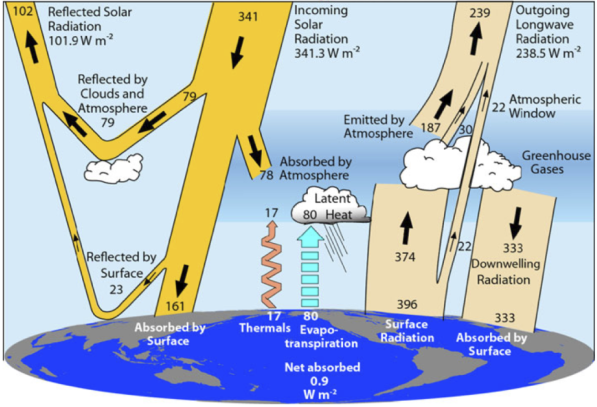 102
Reflected Solar
Radiation
101.9 W m⁻²
341
Incoming
Solar
Radiation
341.3 W m⁻²
239
Outgoing
Longwave
Radiation
238.5 W m⁻²
Reflected by
Clouds and
Atmosphere
79
79
Emitted by
Atmosphere
187
30
22
Atmospheric
Window
Greenhouse
Gases
78
Absorbed by
Atmosphere
17
80
Latent
Heat
374
22
333
Downwelling
Radiation
Reflected by
Surface
23
161
Absorbed by
Surface
17
Thermals
80
Evapo-
transpiration
396
Surface
Radiation
333
Absorbed by
Surface
Net absorbed
0.9
W m⁻²